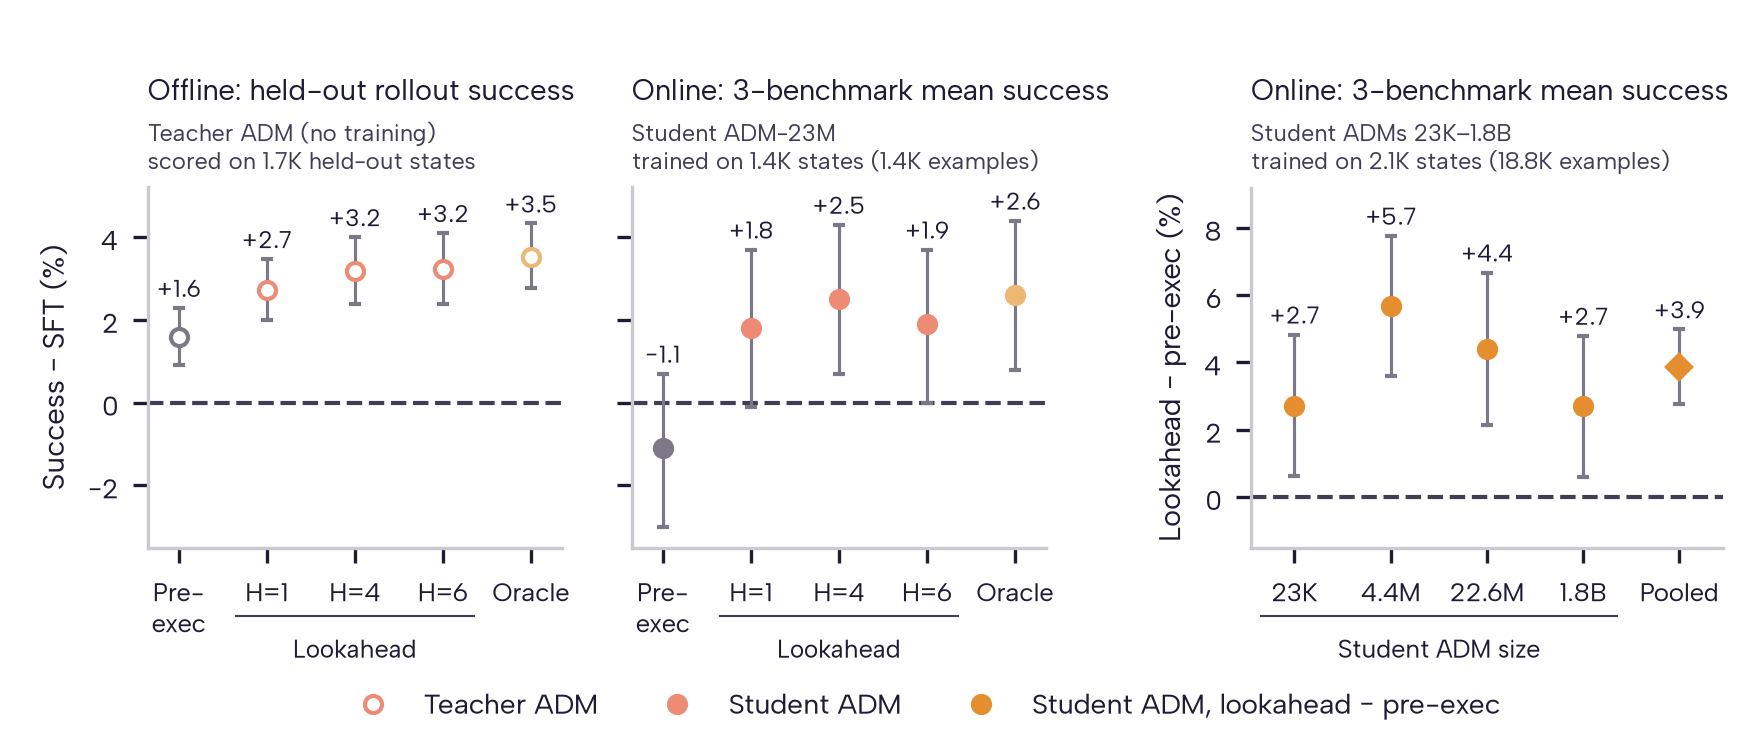 Offline: held-out rollout success
Teacher ADM (no training)
scored on 1.7K held-out states
Success – SFT (%)
4
2
0
−2
+1.6
+2.7
+3.2
+3.2
+3.5
Pre-
exec
H=1
H=4
H=6
Oracle
Lookahead
Online: 3-benchmark mean success
Student ADM-23M
trained on 1.4K states (1.4K examples)
−1.1
+1.8
+2.5
+1.9
+2.6
Pre-
exec
H=1
H=4
H=6
Oracle
Lookahead
Online: 3-benchmark mean success
Student ADMs 23K–1.8B
trained on 2.1K states (18.8K examples)
Lookahead – pre-exec (%)
8
6
4
2
0
+2.7
+5.7
+4.4
+2.7
+3.9
23K
4.4M
22.6M
1.8B
Pooled
Student ADM size
Teacher ADM
Student ADM
Student ADM, lookahead – pre-exec